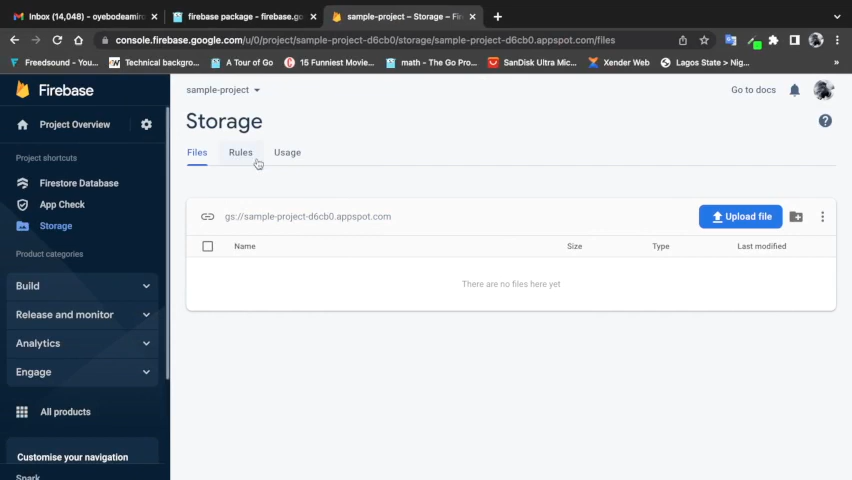 Inbox (14,048) – oyebodeamiro
firebase package - firebase.go
sample-project – Storage – Fi
console.firebase.google.com/u/0/project/sample-project-d6cb0/storage/sample-project-d6cb0.appspot.com/files
Freedsound - You...
Technical backgro...
A Tour of Go
15 Funniest Movie...
math - The Go Pro...
SanDisk Ultra Mic...
Xender Web
Lagos State > Nig...
»
Firebase
sample-project
Go to docs
Project Overview
Storage
Files
Rules
Usage
Project shortcuts
Firestore Database
App Check
Storage
gs://sample-project-d6cb0.appspot.com
Upload file
Product categories
Name
Size
Type
Last modified
Build
There are no files here yet
Release and monitor
Analytics
Engage
All products
Customise your navigation
Spark